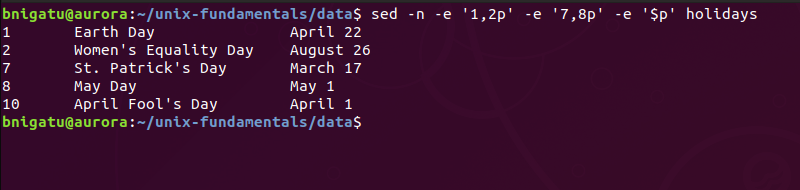 bnigatu@aurora:~/unix-fundamentals/data$ sed -n -e '1,2p' -e '7,8p' -e '$p' holidays
1 Earth Day April 22
2 Women's Equality Day August 26
7 St. Patrick's Day March 17
8 May Day May 1
10 April Fool's Day April 1
bnigatu@aurora:~/unix-fundamentals/data$